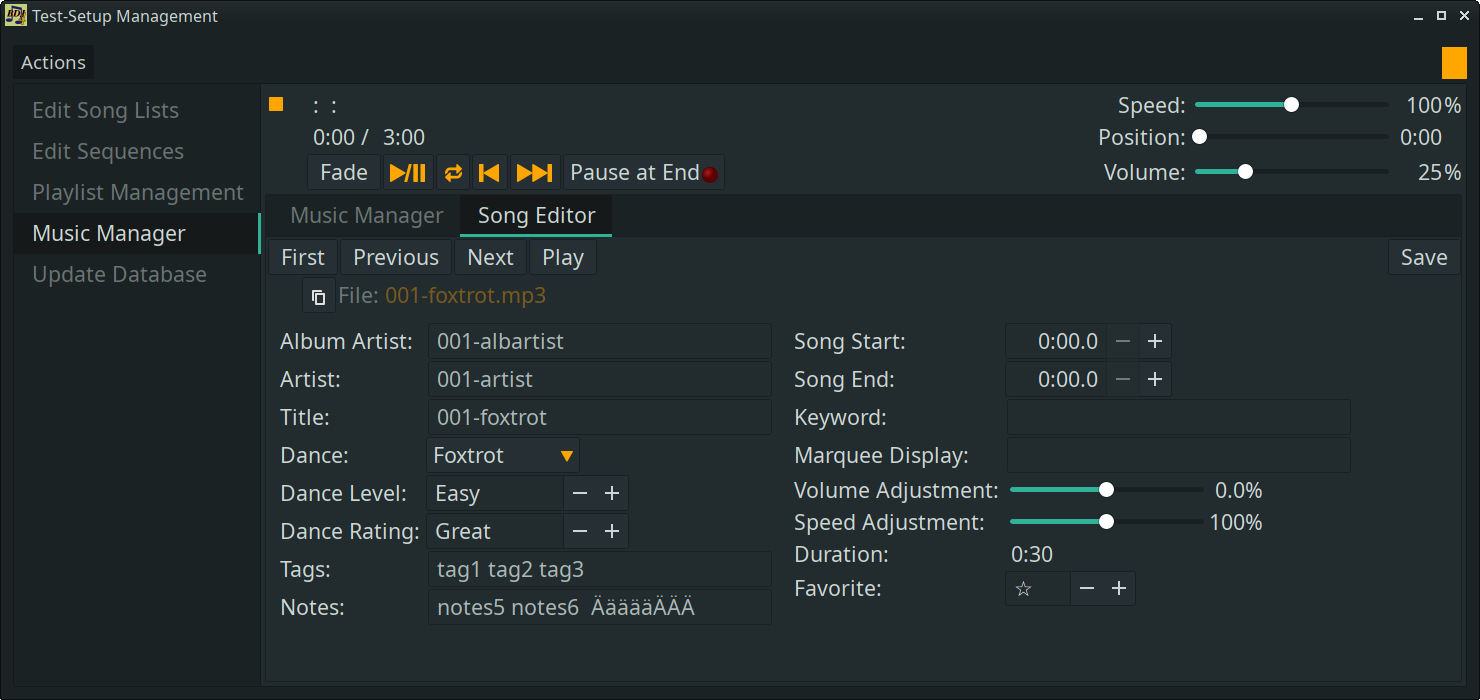 Test-Setup Management
Actions
Edit Song Lists
Edit Sequences
Playlist Management
Music Manager
Update Database
: :
0:00 / 3:00
Fade
Pause at End
Speed: 100%
Position: 0:00
Volume: 25%
Music Manager Song Editor
First Previous Next Play Save
File: 001-foxtrot.mp3
Album Artist: 001-albartist
Artist: 001-artist
Title: 001-foxtrot
Dance: Foxtrot
Dance Level: Easy − +
Dance Rating: Great − +
Tags: tag1 tag2 tag3
Notes: notes5 notes6 ÄäääääÄÄÄ
Song Start: 0:00.0 − +
Song End: 0:00.0 − +
Keyword:
Marquee Display:
Volume Adjustment: 0.0%
Speed Adjustment: 100%
Duration: 0:30
Favorite: ☆ − +